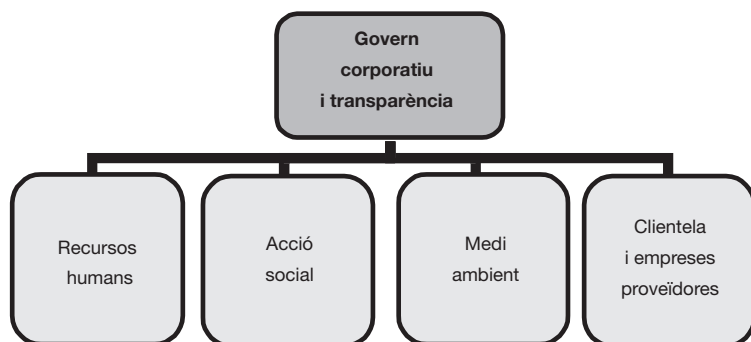 Govern
corporatiu
i transparència
Recursos
humans
Acció
social
Medi
ambient
Clientela
i empreses
proveïdores